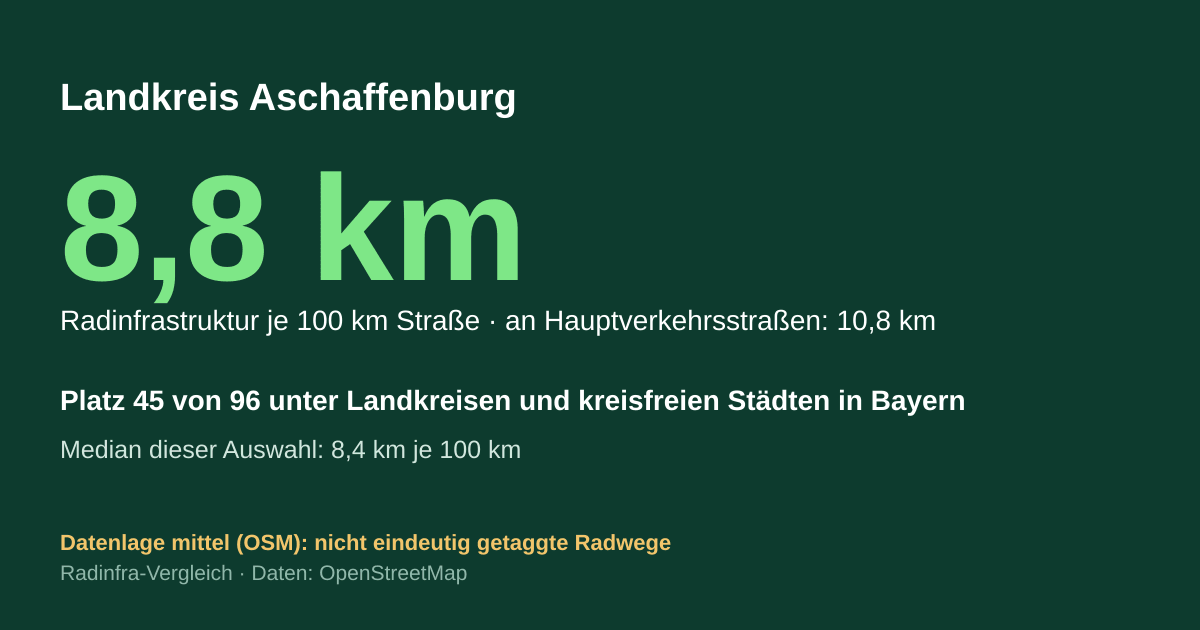 Landkreis Aschaffenburg
8,8 km
Radinfrastruktur je 100 km Straße · an Hauptverkehrsstraßen: 10,8 km
Platz 45 von 96 unter Landkreisen und kreisfreien Städten in Bayern
Median dieser Auswahl: 8,4 km je 100 km
Datenlage mittel (OSM): nicht eindeutig getaggte Radwege
Radinfra-Vergleich · Daten: OpenStreetMap